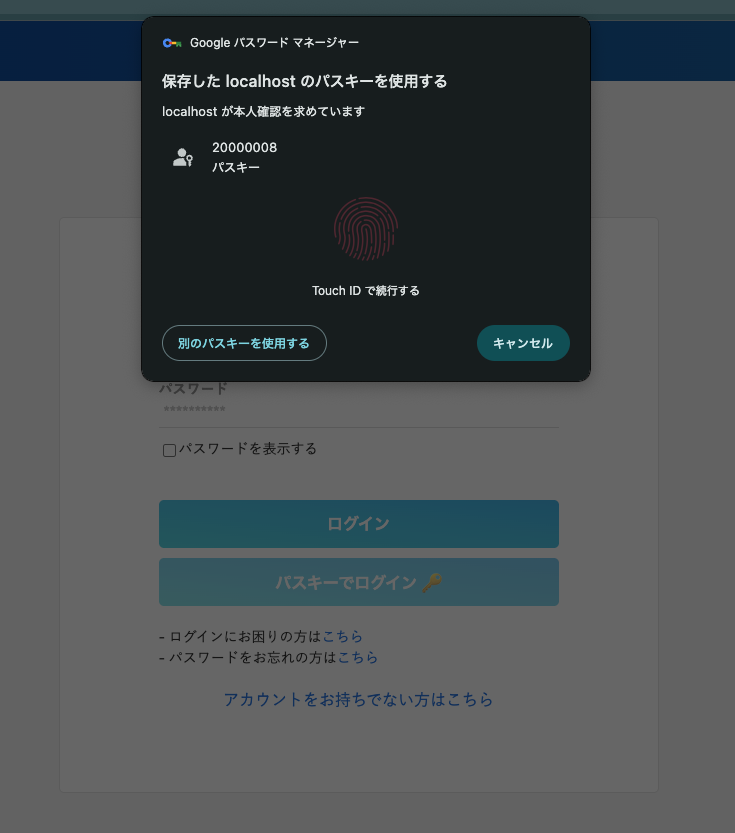 Google パスワード マネージャー
保存した localhost のパスキーを使用する
localhost が本人確認を求めています
20000008
パスキー
Touch ID で続行する
別のパスキーを使用する
キャンセル
パスワード
**********
パスワードを表示する
ログイン
パスキーでログイン 🔑
- ログインにお困りの方はこちら
- パスワードをお忘れの方はこちら
アカウントをお持ちでない方はこちら